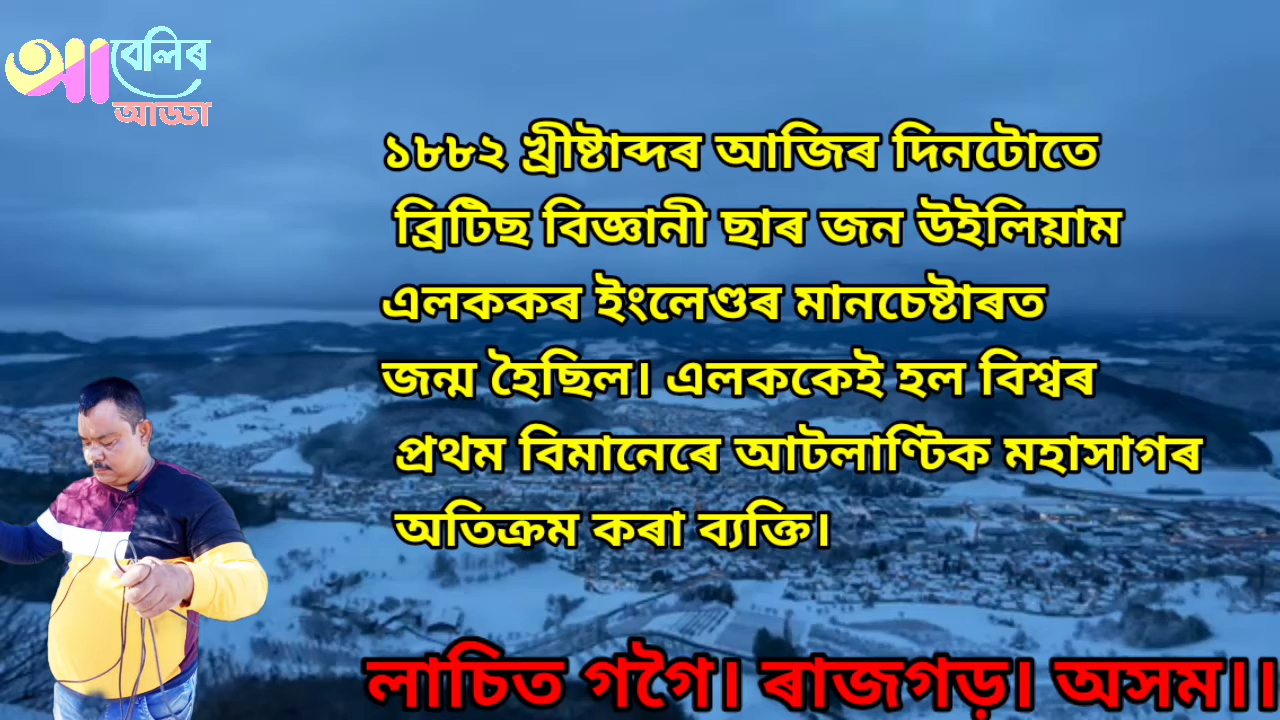 আবেলিৰ
আড্ডা
১৮৮২ খ্ৰীষ্টাব্দৰ আজিৰ দিনটোতে
ব্ৰিটিছ বিজ্ঞানী ছাৰ জন উইলিয়াম
এলককৰ ইংলেণ্ডৰ মানচেষ্টাৰত
জন্ম হৈছিল। এলককেই হল বিশ্বৰ
প্ৰথম বিমানেৰে আটলাণ্টিক মহাসাগৰ
অতিক্ৰম কৰা ব্যক্তি।
লাচিত গগৈ। ৰাজগড়। অসম।।